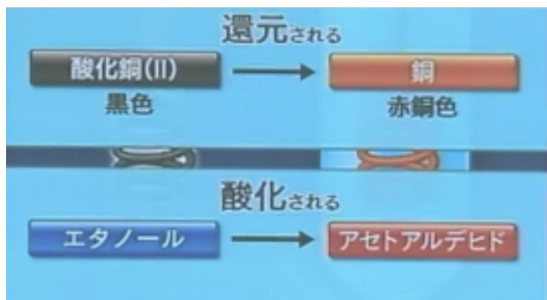 還元される
酸化銅(II) → 銅
黒色 赤銅色
酸化される
エタノール → アセトアルデヒド